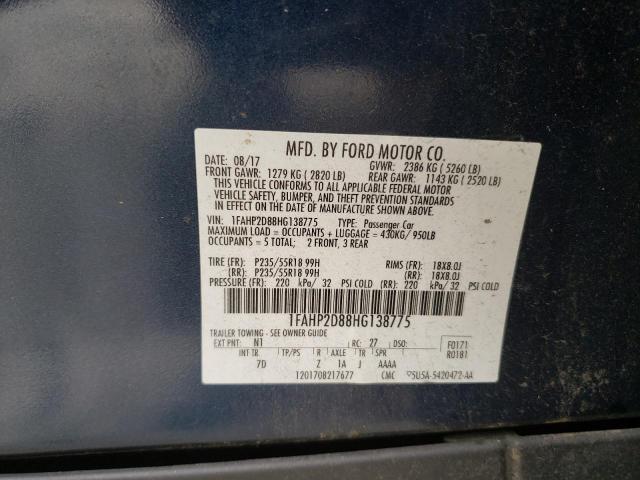 MFD. BY FORD MOTOR CO.
DATE: 08/17 GVWR: 2386 KG ( 5260 LB)
FRONT GAWR: 1279 KG ( 2820 LB) REAR GAWR: 1143 KG ( 2520 LB)
THIS VEHICLE CONFORMS TO ALL APPLICABLE FEDERAL MOTOR
VEHICLE SAFETY, BUMPER, AND THEFT PREVENTION STANDARDS
IN EFFECT ON THE DATE OF MANUFACTURE SHOWN ABOVE.
VIN: 1FAHP2D88HG138775 TYPE: Passenger Car
MAXIMUM LOAD = OCCUPANTS + LUGGAGE = 430KG/ 950LB
OCCUPANTS = 5 TOTAL; 2 FRONT, 3 REAR
TIRE (FR): P235/55R18 99H RIMS (FR): 18X8.0J
(RR): P235/55R18 99H (RR): 18X8.0J
PRESSURE (FR): 220 kPa/ 32 PSI COLD (RR): 220 kPa/ 32 PSI COLD
1FAHP2D88HG138775
TRAILER TOWING - SEE OWNER GUIDE
EXT PNT: N1 RC: 27 DSO: F0171
INT TR TP/PS R AXLE TR SPR R0181
7D Z 1A J AAAA
T201708217677 CMC 5U5A-5420472-AA